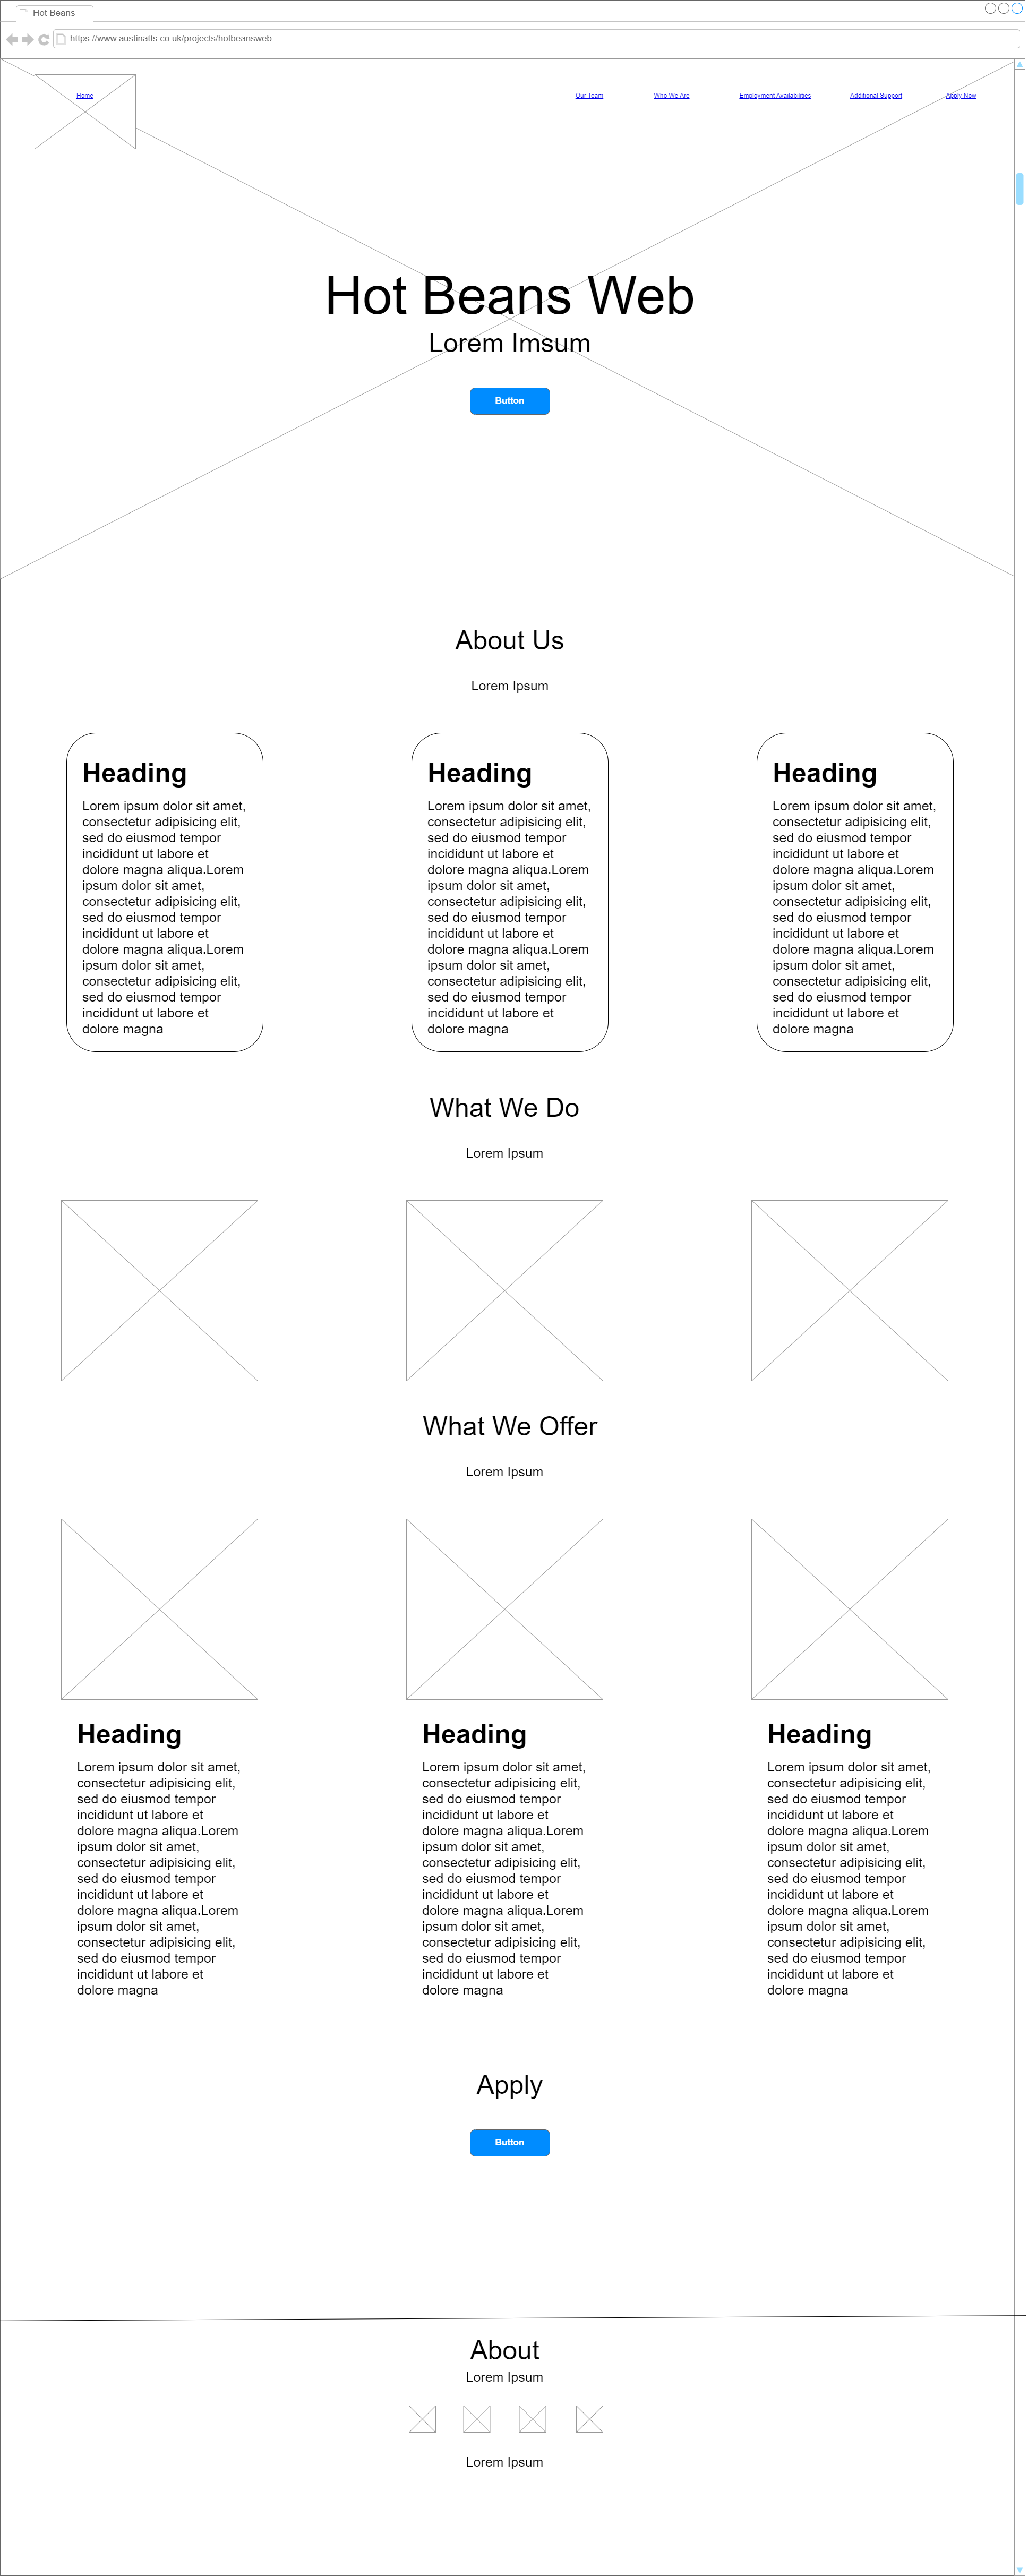 Hot Beans
https://www.austinatts.co.uk/projects/hotbeansweb
Home
Our Team
Who We Are
Employment Availabilities
Additional Support
Apply Now
Hot Beans Web
Lorem Imsum
Button
About Us
Lorem Ipsum
Heading
Lorem ipsum dolor sit amet,
consectetur adipisicing elit,
sed do eiusmod tempor
incididunt ut labore et
dolore magna aliqua.Lorem
ipsum dolor sit amet,
consectetur adipisicing elit,
sed do eiusmod tempor
incididunt ut labore et
dolore magna aliqua.Lorem
ipsum dolor sit amet,
consectetur adipisicing elit,
sed do eiusmod tempor
incididunt ut labore et
dolore magna
Heading
Lorem ipsum dolor sit amet,
consectetur adipisicing elit,
sed do eiusmod tempor
incididunt ut labore et
dolore magna aliqua.Lorem
ipsum dolor sit amet,
consectetur adipisicing elit,
sed do eiusmod tempor
incididunt ut labore et
dolore magna aliqua.Lorem
ipsum dolor sit amet,
consectetur adipisicing elit,
sed do eiusmod tempor
incididunt ut labore et
dolore magna
Heading
Lorem ipsum dolor sit amet,
consectetur adipisicing elit,
sed do eiusmod tempor
incididunt ut labore et
dolore magna aliqua.Lorem
ipsum dolor sit amet,
consectetur adipisicing elit,
sed do eiusmod tempor
incididunt ut labore et
dolore magna aliqua.Lorem
ipsum dolor sit amet,
consectetur adipisicing elit,
sed do eiusmod tempor
incididunt ut labore et
dolore magna
What We Do
Lorem Ipsum
What We Offer
Lorem Ipsum
Heading
Lorem ipsum dolor sit amet,
consectetur adipisicing elit,
sed do eiusmod tempor
incididunt ut labore et
dolore magna aliqua.Lorem
ipsum dolor sit amet,
consectetur adipisicing elit,
sed do eiusmod tempor
incididunt ut labore et
dolore magna aliqua.Lorem
ipsum dolor sit amet,
consectetur adipisicing elit,
sed do eiusmod tempor
incididunt ut labore et
dolore magna
Heading
Lorem ipsum dolor sit amet,
consectetur adipisicing elit,
sed do eiusmod tempor
incididunt ut labore et
dolore magna aliqua.Lorem
ipsum dolor sit amet,
consectetur adipisicing elit,
sed do eiusmod tempor
incididunt ut labore et
dolore magna aliqua.Lorem
ipsum dolor sit amet,
consectetur adipisicing elit,
sed do eiusmod tempor
incididunt ut labore et
dolore magna
Heading
Lorem ipsum dolor sit amet,
consectetur adipisicing elit,
sed do eiusmod tempor
incididunt ut labore et
dolore magna aliqua.Lorem
ipsum dolor sit amet,
consectetur adipisicing elit,
sed do eiusmod tempor
incididunt ut labore et
dolore magna aliqua.Lorem
ipsum dolor sit amet,
consectetur adipisicing elit,
sed do eiusmod tempor
incididunt ut labore et
dolore magna
Apply
Button
About
Lorem Ipsum
Lorem Ipsum